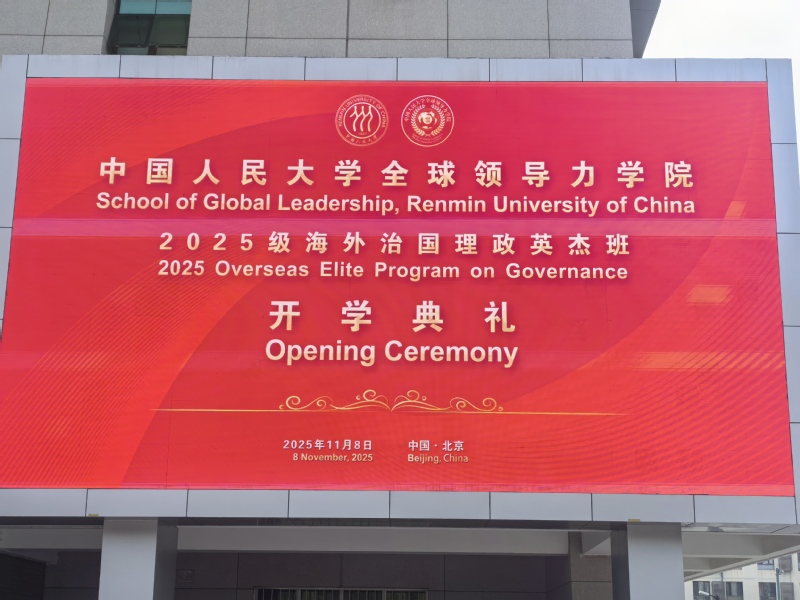 中国人民大学全球领导力学院
School of Global Leadership, Renmin University of China
2025级海外治国理政英杰班
2025 Overseas Elite Program on Governance
开学典礼
Opening Ceremony
2025年11月8日 中国·北京
8 November, 2025 Beijing, China